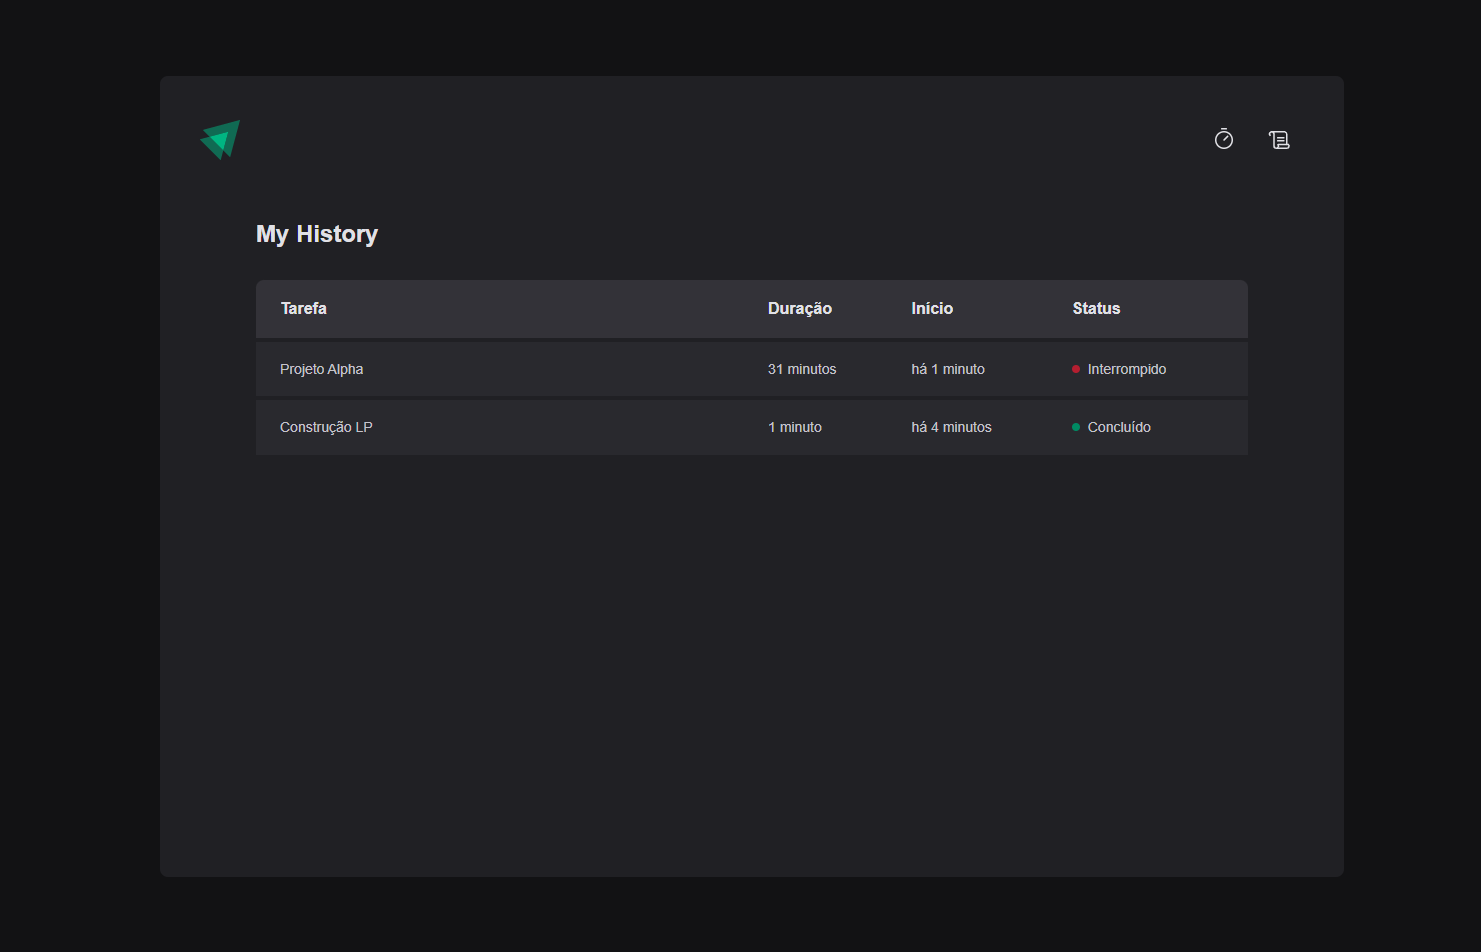 My History
Tarefa Duração Início Status
Projeto Alpha 31 minutos há 1 minuto Interrompido
Construção LP 1 minuto há 4 minutos Concluído